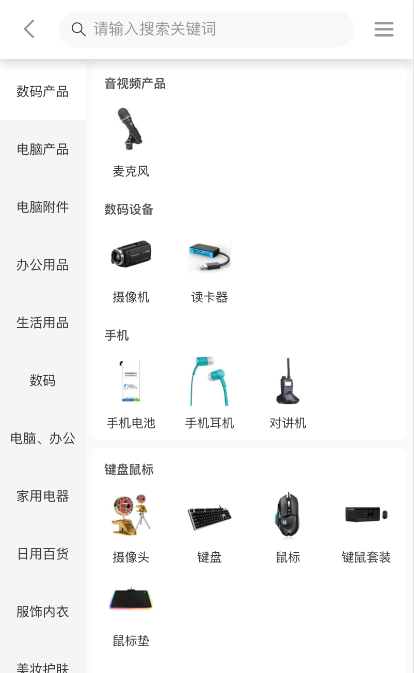 请输入搜索关键词
数码产品
电脑产品
电脑附件
办公用品
生活用品
数码
电脑、办公
家用电器
日用百货
服饰内衣
美妆护肤
音视频产品
麦克风
数码设备
摄像机
读卡器
手机
手机电池
手机耳机
对讲机
键盘鼠标
摄像头
键盘
鼠标
键鼠套装
鼠标垫